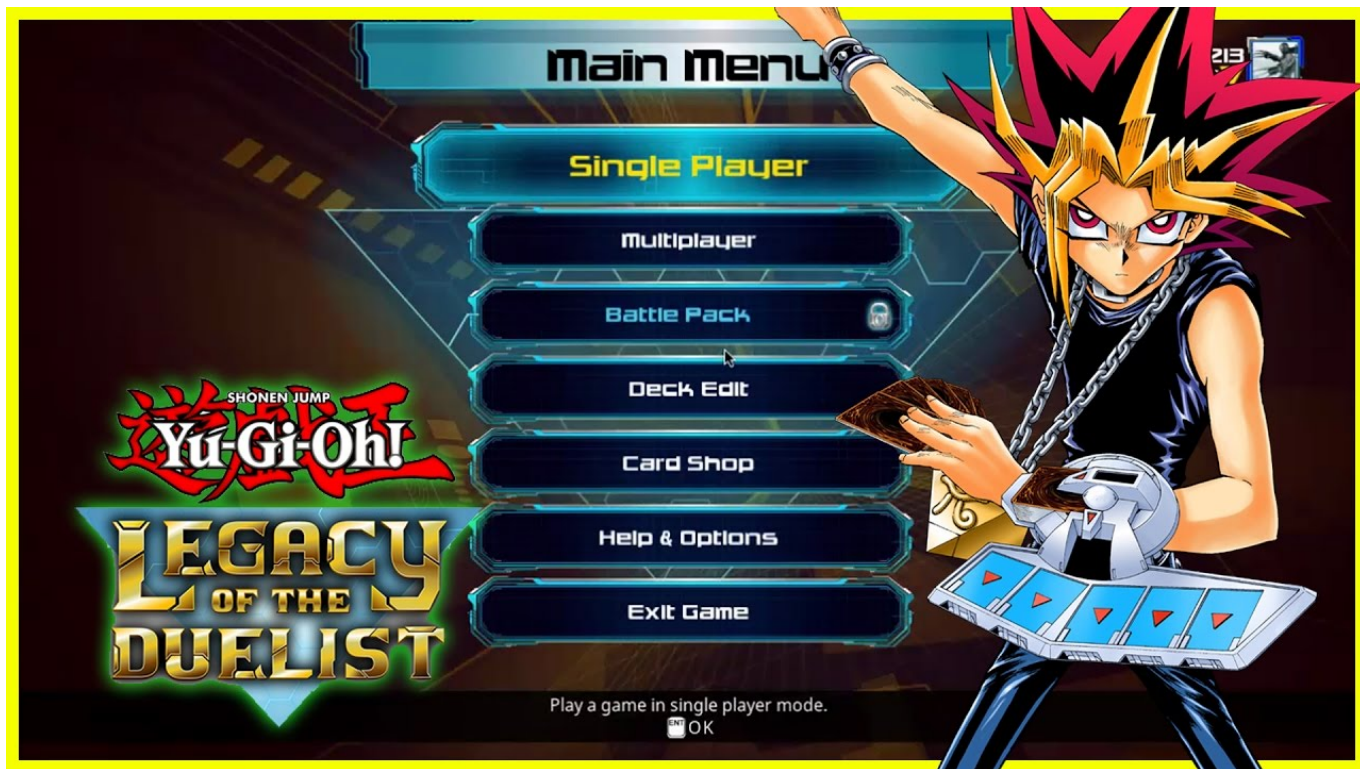 Main Menu
213
Single Player
Multiplayer
Battle Pack
Deck Edit
Card Shop
Help & Options
Exit Game
SHONEN JUMP
遊戯王
Yu-Gi-Oh!
LEGACY
OF THE
DUELIST
Play a game in single player mode.
ENT OK